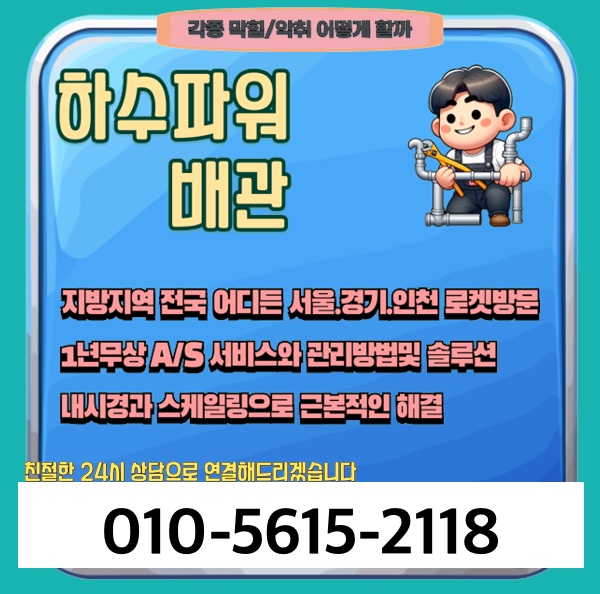 각종 막힘/악취 어떻게 할까
하수파워
배관
지방지역 전국 어디든 서울.경기.인천 로켓방문
1년무상 A/S 서비스와 관리방법및 솔루션
내시경과 스케일링으로 근본적인 해결
친절한 24시 상담으로 연결해드리겠습니다
010-5615-2118